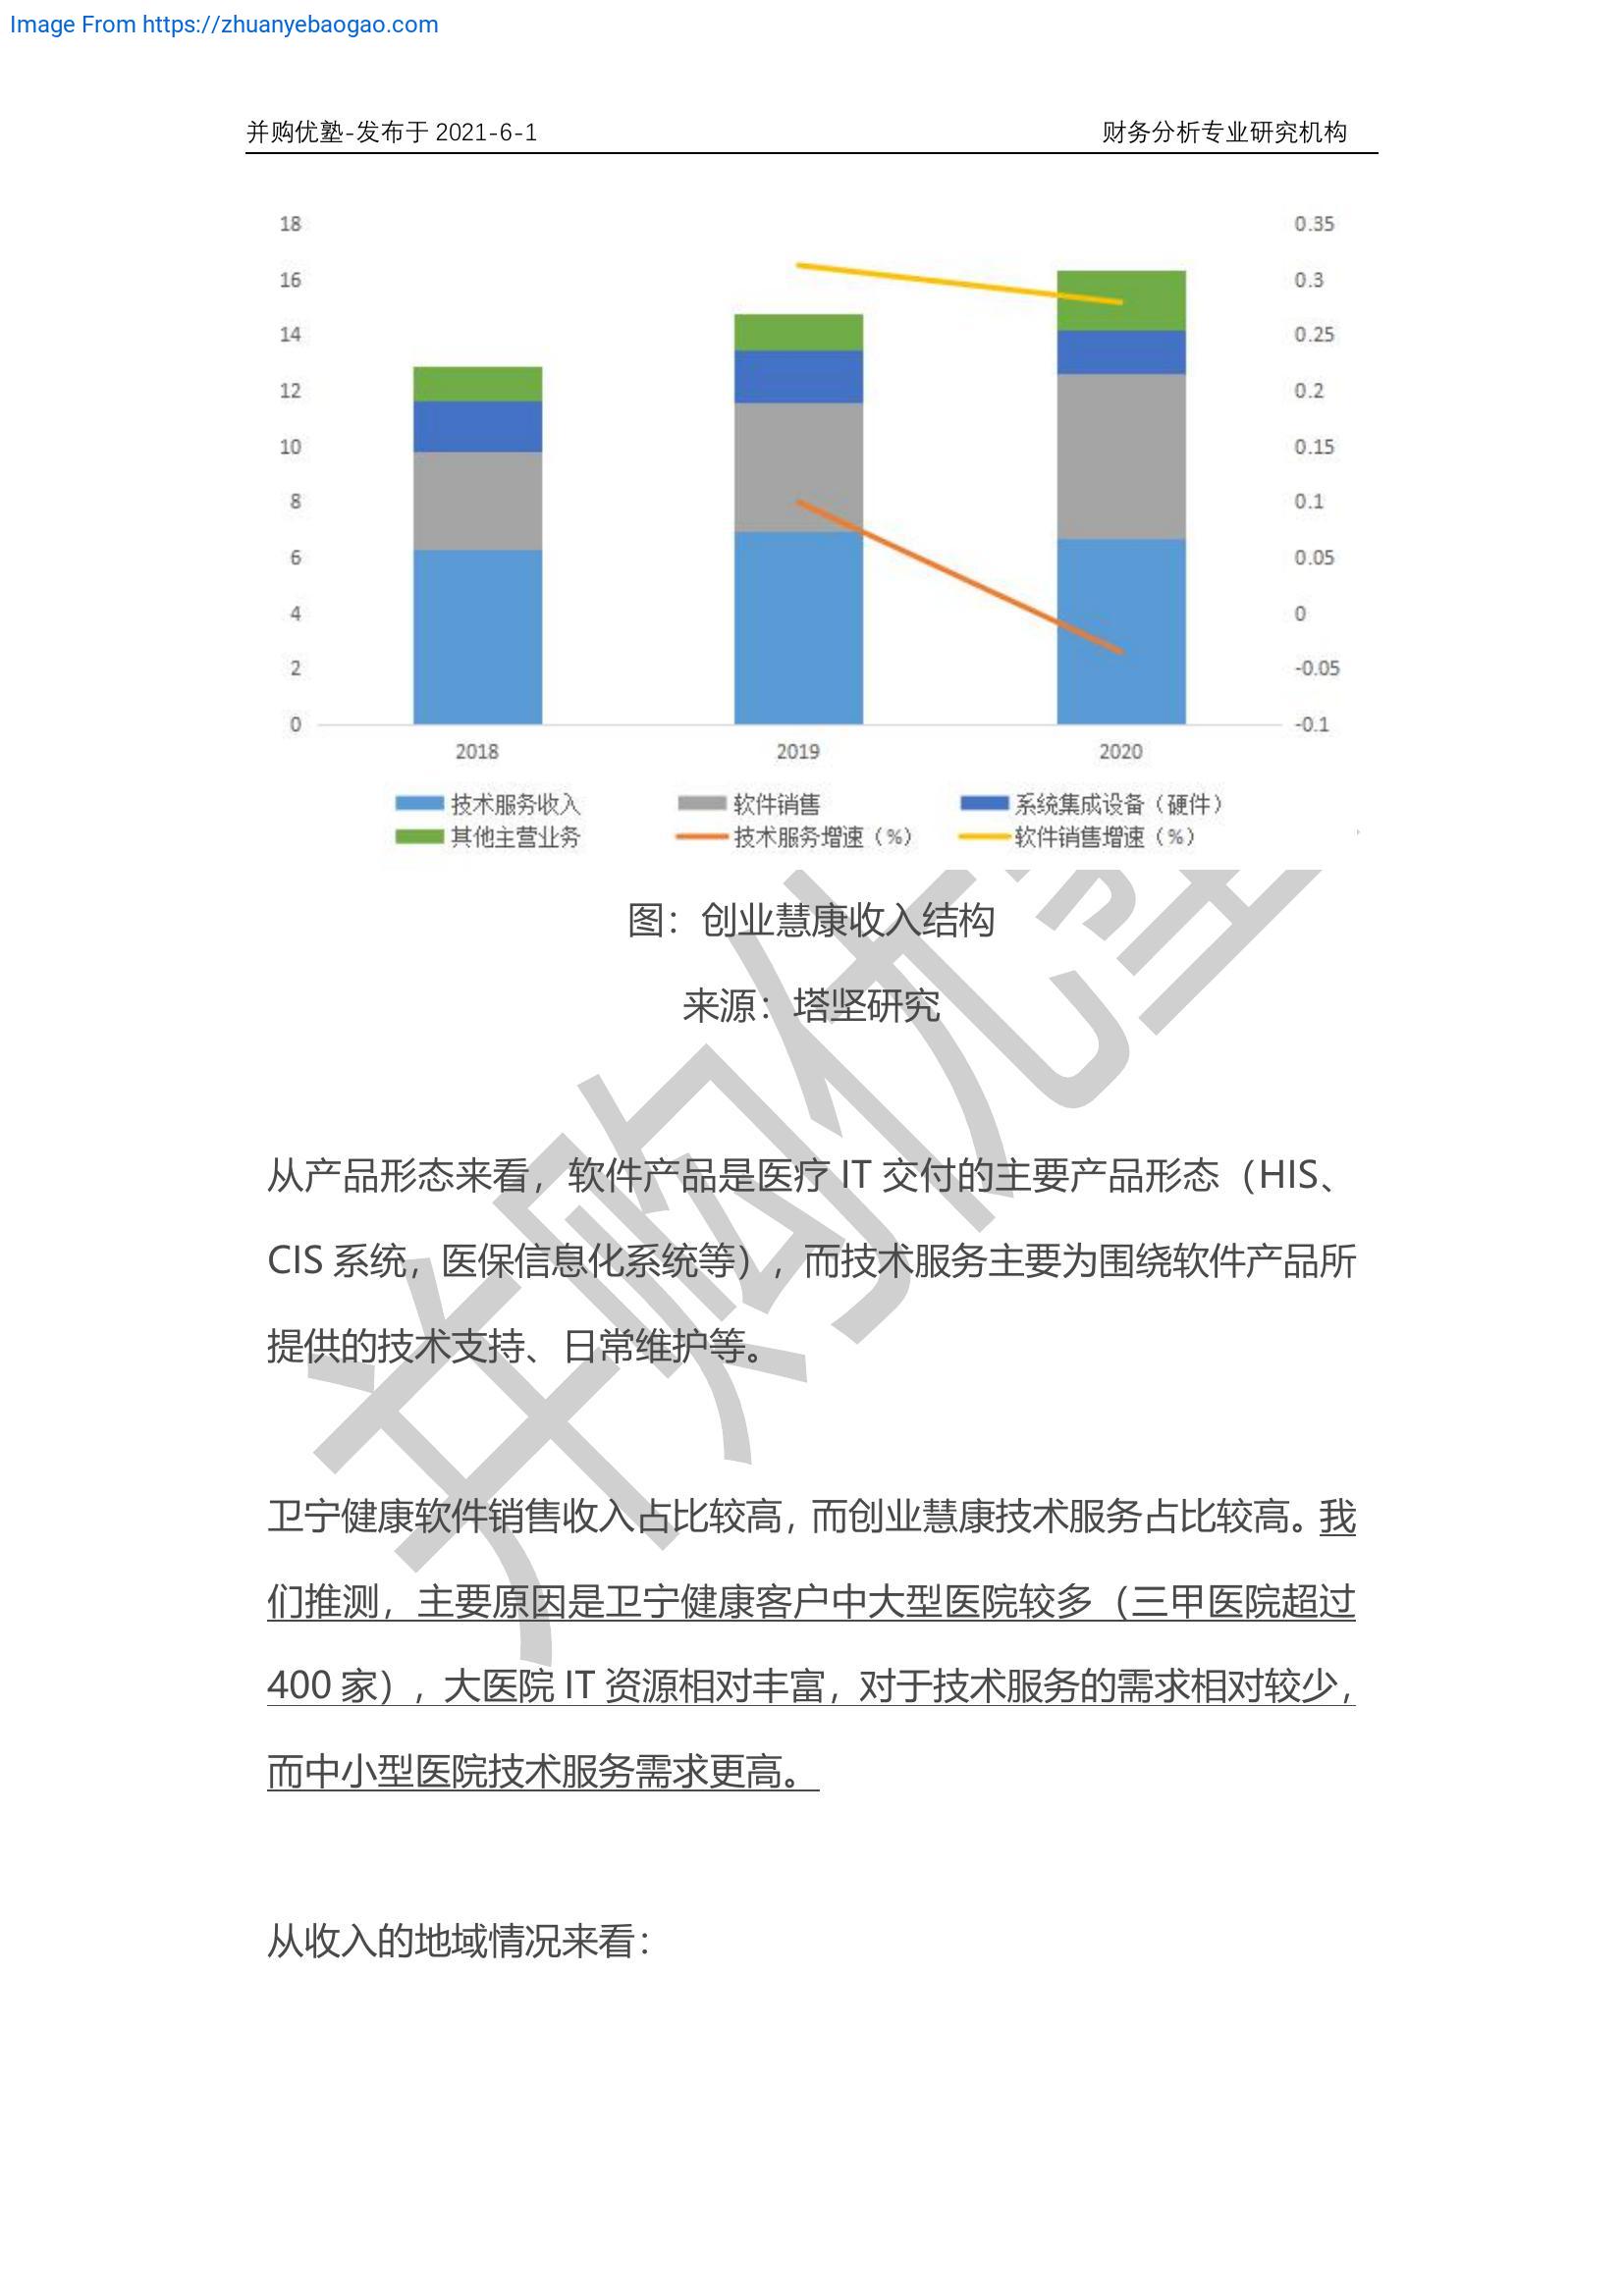 Image From https://zhuanyebaogao.com
并购优塾-发布于 2021-6-1 财务分析专业研究机构
18 0.35
16 0.3
14 0.25
12 0.2
10 0.15
8 0.1
6 0.05
4 0
2 -0.05
0 -0.1
2018 2019 2020
技术服务收入 软件销售 系统集成设备（硬件）
其他主营业务 技术服务增速（%） 软件销售增速（%）
图：创业慧康收入结构
来源：塔坚研究
从产品形态来看，软件产品是医疗 IT 交付的主要产品形态（HIS、
CIS 系统，医保信息化系统等），而技术服务主要为围绕软件产品所
提供的技术支持、日常维护等。
卫宁健康软件销售收入占比较高，而创业慧康技术服务占比较高。我
们推测，主要原因是卫宁健康客户中大型医院较多（三甲医院超过
400 家），大医院 IT 资源相对丰富，对于技术服务的需求相对较少，
而中小型医院技术服务需求更高。
从收入的地域情况来看：
并购优塾